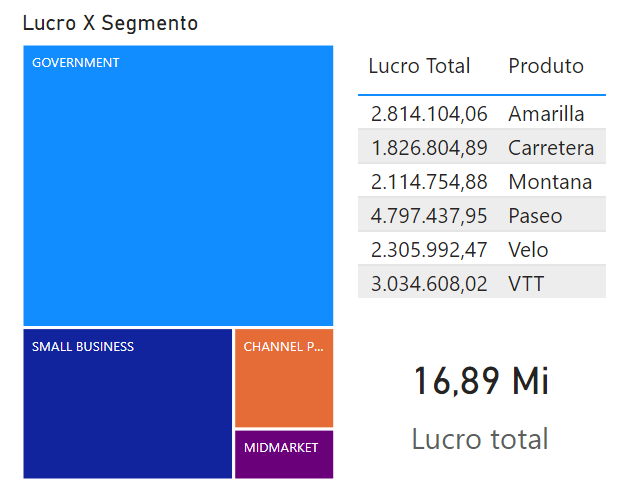 Lucro X Segmento
GOVERNMENT
SMALL BUSINESS
CHANNEL P...
MIDMARKET
Lucro Total Produto
2.814.104,06 Amarilla
1.826.804,89 Carretera
2.114.754,88 Montana
4.797.437,95 Paseo
2.305.992,47 Velo
3.034.608,02 VTT
16,89 Mi
Lucro total